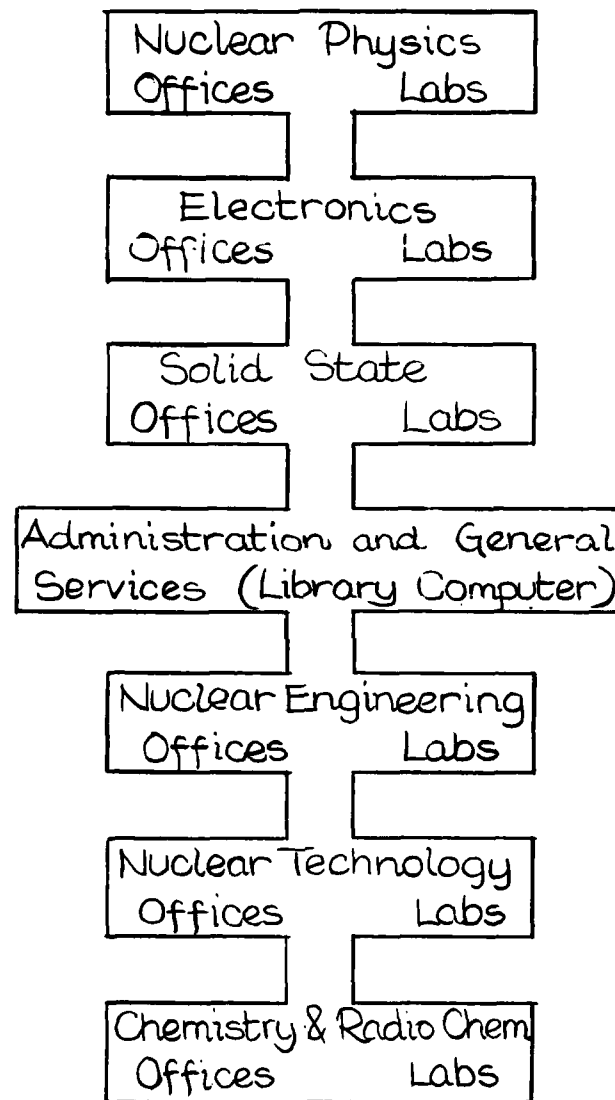 Nuclear Physics
Offices Labs
Electronics
Offices Labs
Solid State
Offices Labs
Administration and General
Services (Library Computer)
Nuclear Engineering
Offices Labs
Nuclear Technology
Offices Labs
Chemistry & Radio Chem
Offices Labs